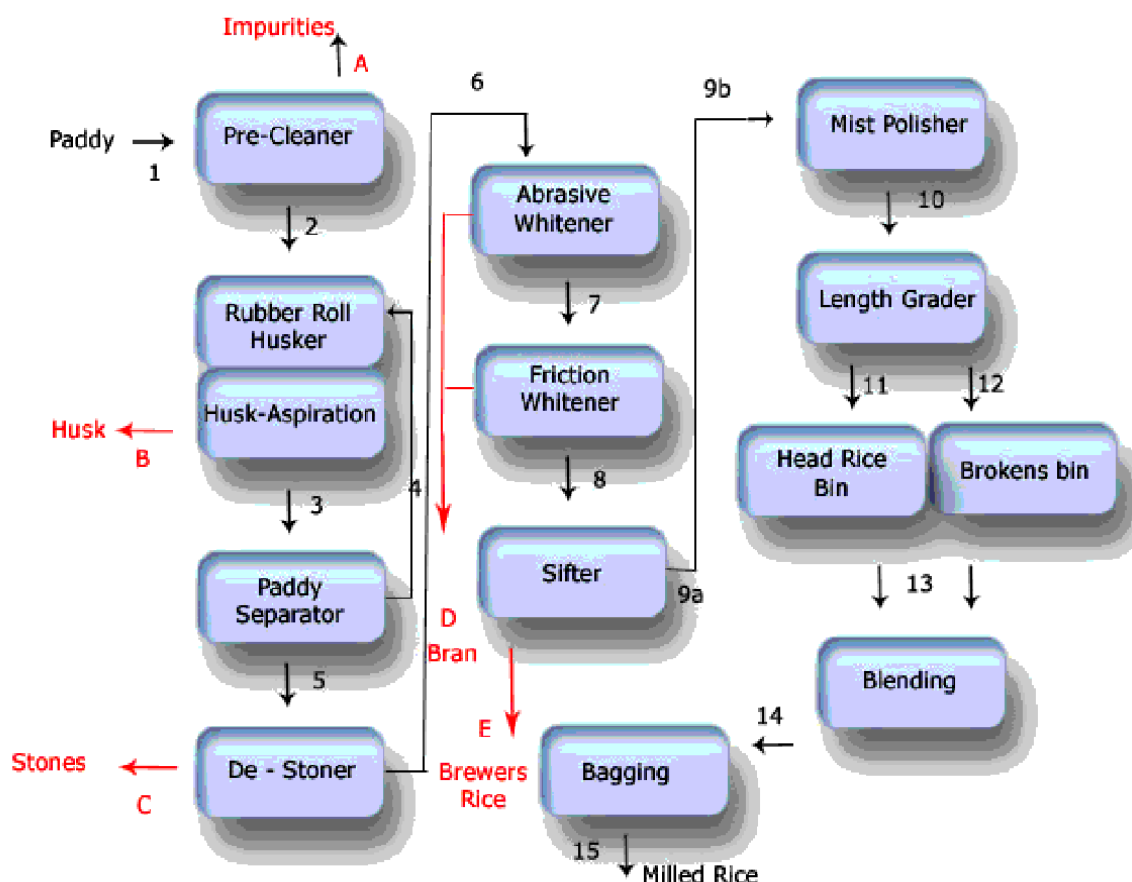 Impurities
A
Paddy
1
Pre-Cleaner
2
Rubber Roll
Husker
Husk-Aspiration
Husk
B
3
4
Paddy
Separator
5
De - Stoner
Stones
C
6
Abrasive
Whitener
7
Friction
Whitener
8
Sifter
9a
D
Bran
E
Brewers
Rice
9b
Mist Polisher
10
Length Grader
11
12
Head Rice
Bin
Brokens bin
13
Blending
14
Bagging
15
Milled Rice